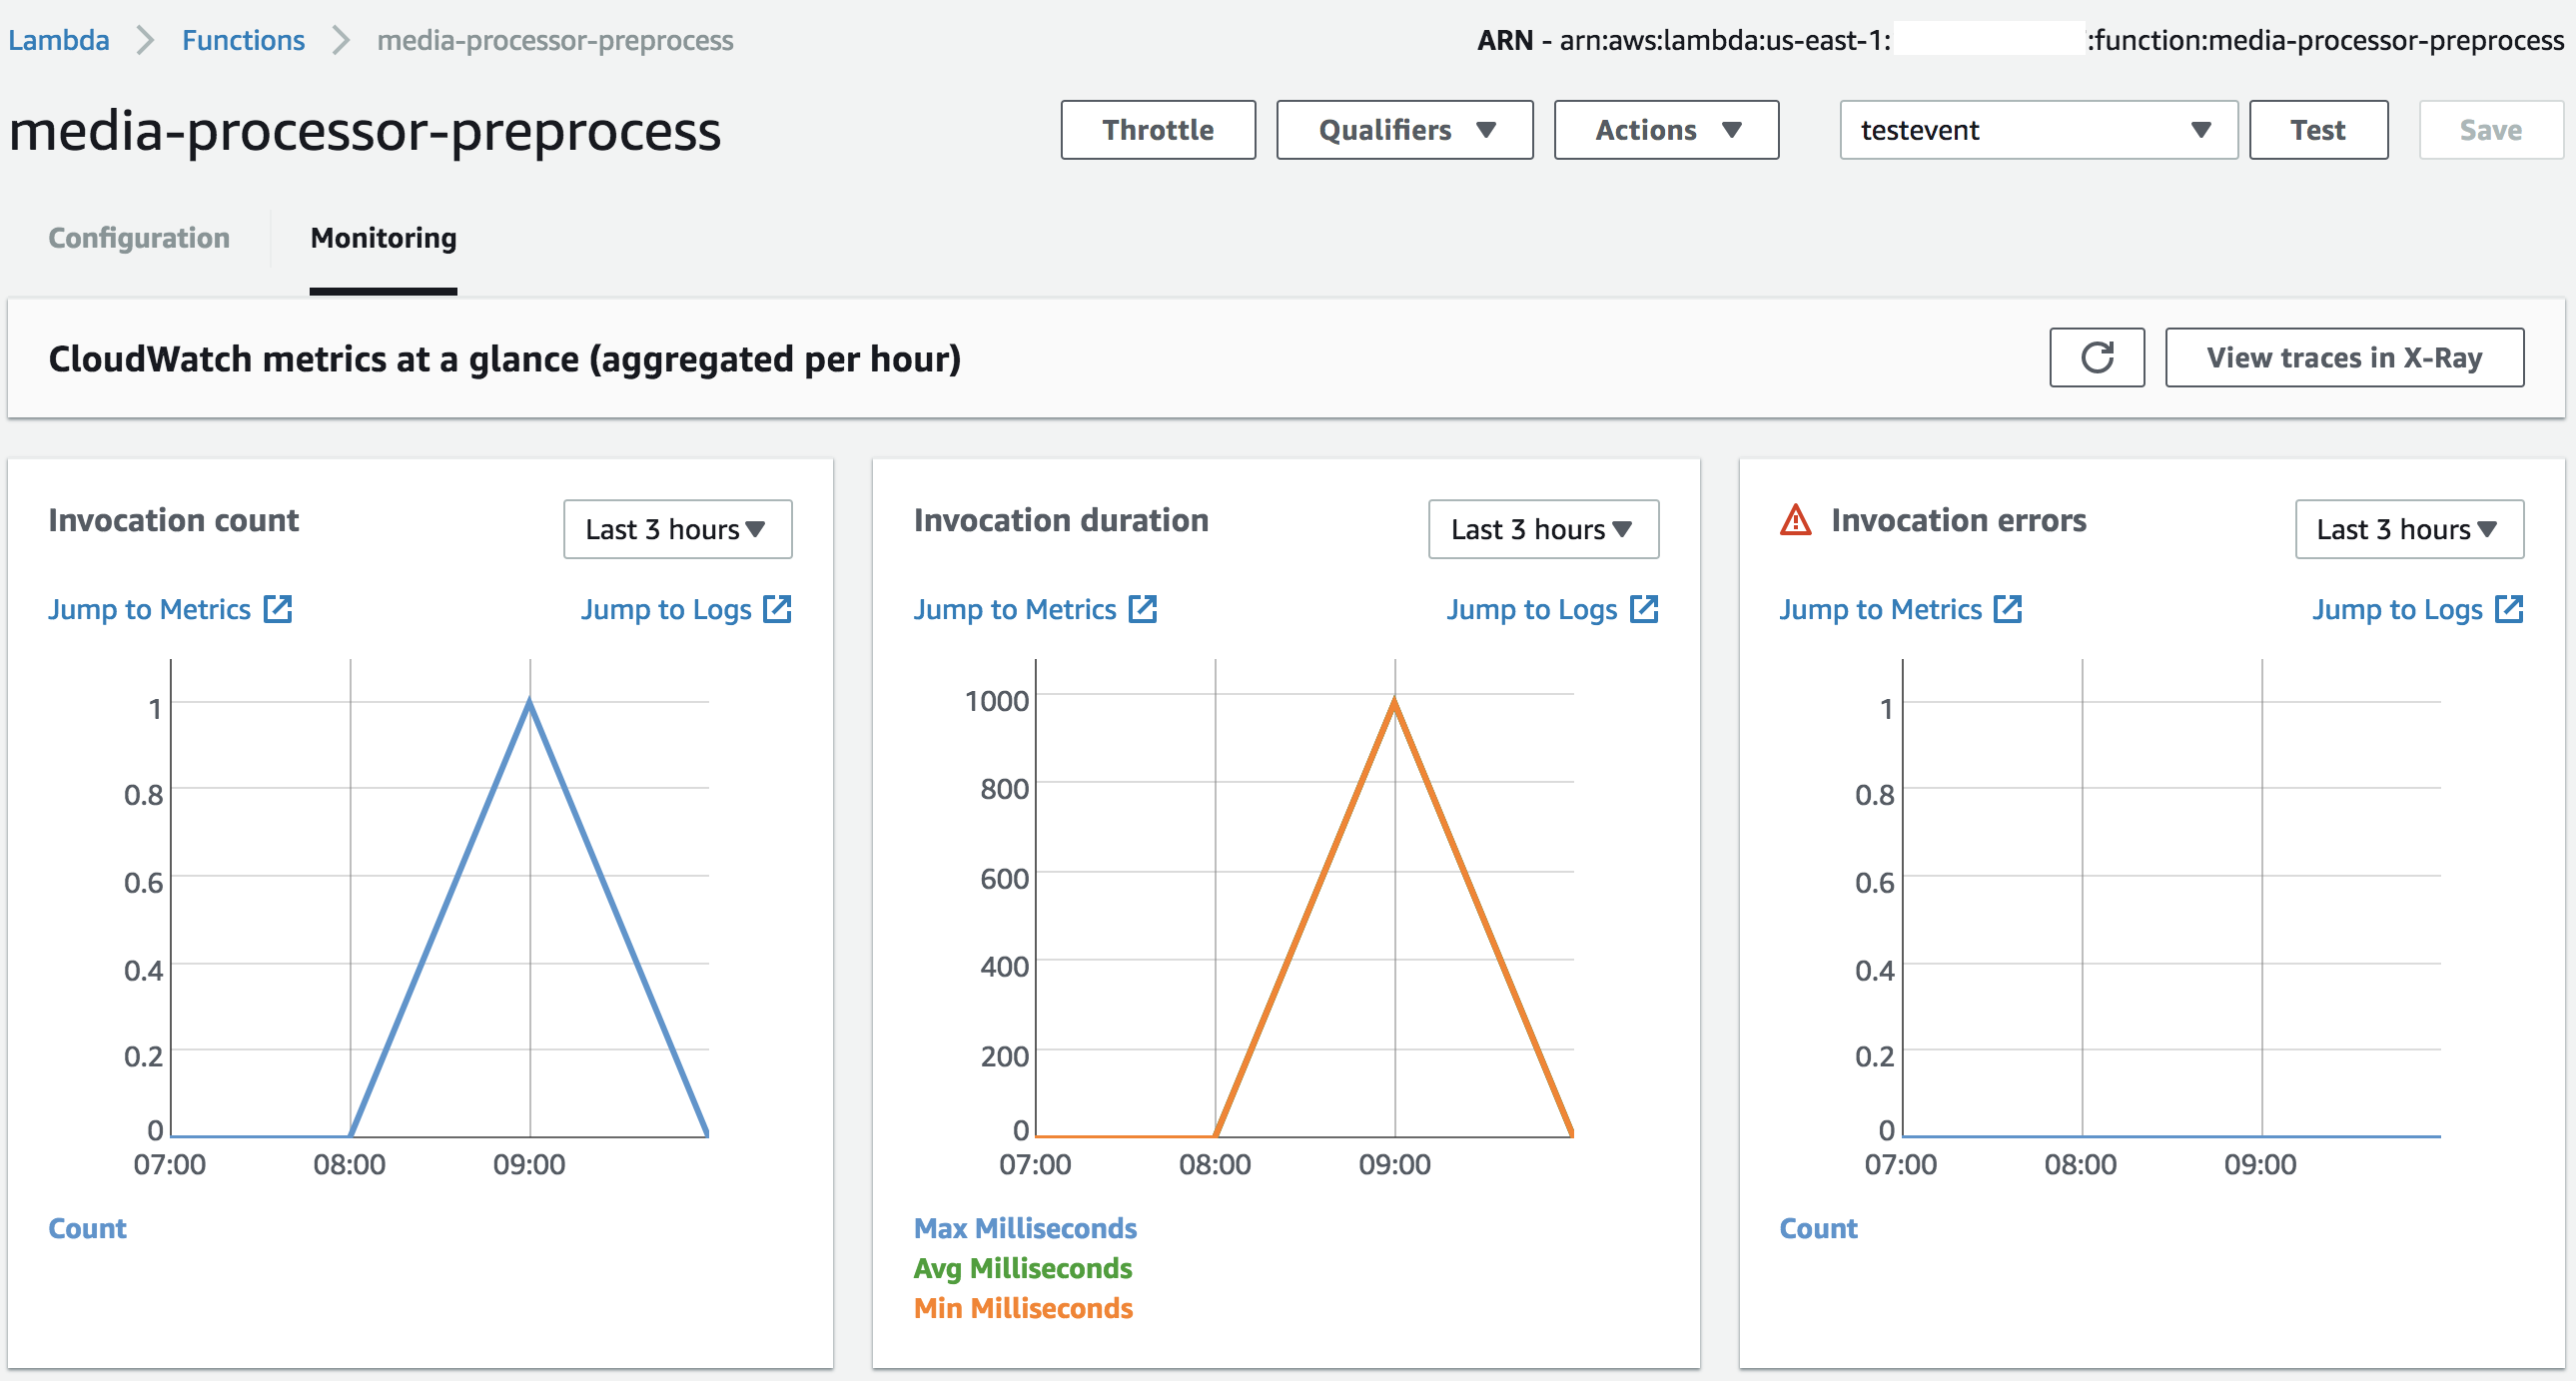 Lambda > Functions > media-processor-preprocess
ARN - arn:aws:lambda:us-east-1: :function:media-processor-preprocess
media-processor-preprocess
Throttle Qualifiers Actions testevent Test Save
Configuration Monitoring
CloudWatch metrics at a glance (aggregated per hour)
View traces in X-Ray
Invocation count
Last 3 hours
Jump to Metrics
Jump to Logs
1
0.8
0.6
0.4
0.2
0
07:00 08:00 09:00
Count
Invocation duration
Last 3 hours
Jump to Metrics
Jump to Logs
1000
800
600
400
200
0
07:00 08:00 09:00
Max Milliseconds
Avg Milliseconds
Min Milliseconds
Invocation errors
Last 3 hours
Jump to Metrics
Jump to Logs
1
0.8
0.6
0.4
0.2
0
07:00 08:00 09:00
Count